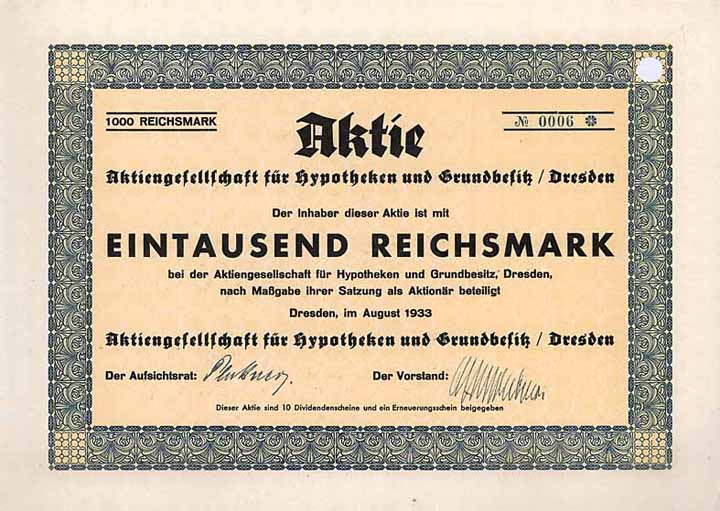 1000 REICHSMARK
Aktie
№ 0006
Aktiengesellschaft für Hypotheken und Grundbesitz / Dresden
Der Inhaber dieser Aktie ist mit
EINTAUSEND REICHSMARK
bei der Aktiengesellschaft für Hypotheken und Grundbesitz, Dresden,
nach Maßgabe ihrer Satzung als Aktionär beteiligt
Dresden, im August 1933
Aktiengesellschaft für Hypotheken und Grundbesitz / Dresden
Der Aufsichtsrat:
Der Vorstand:
Dieser Aktie sind 10 Dividendenscheine und ein Erneuerungsschein beigegeben